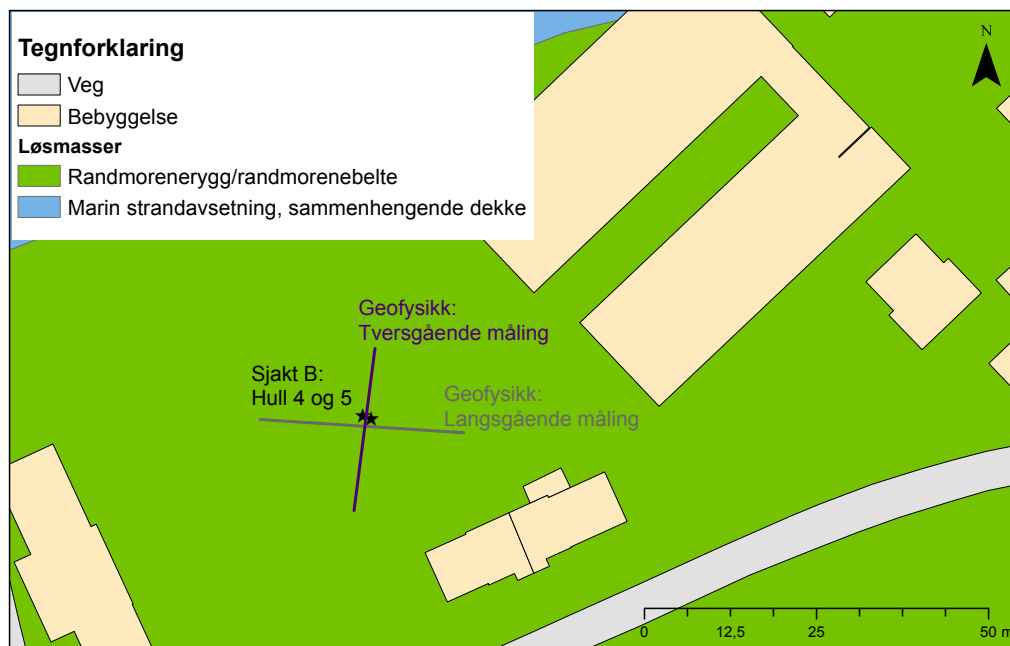 Tegnforklaring
Veg
Bebyggelse
Løsmasser
Randmorenerygg/randmorenebelte
Marin strandavsetning, sammenhengende dekke
N
Geofysikk:
Tversgående måling
Sjakt B:
Hull 4 og 5
Geofysikk:
Langsgående måling
0 12,5 25 50 m